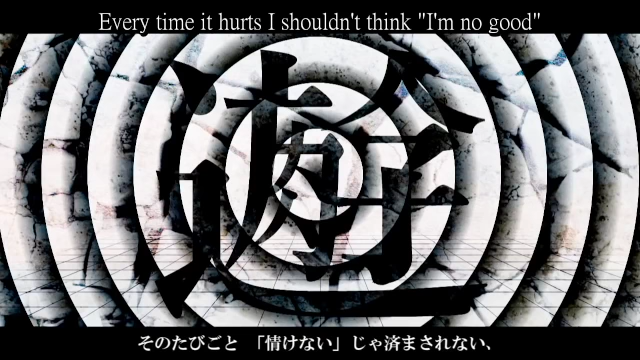 Every time it hurts I shouldn't think "I'm no good"
遊
そのたびごと 「情けない」じゃ済まされない、